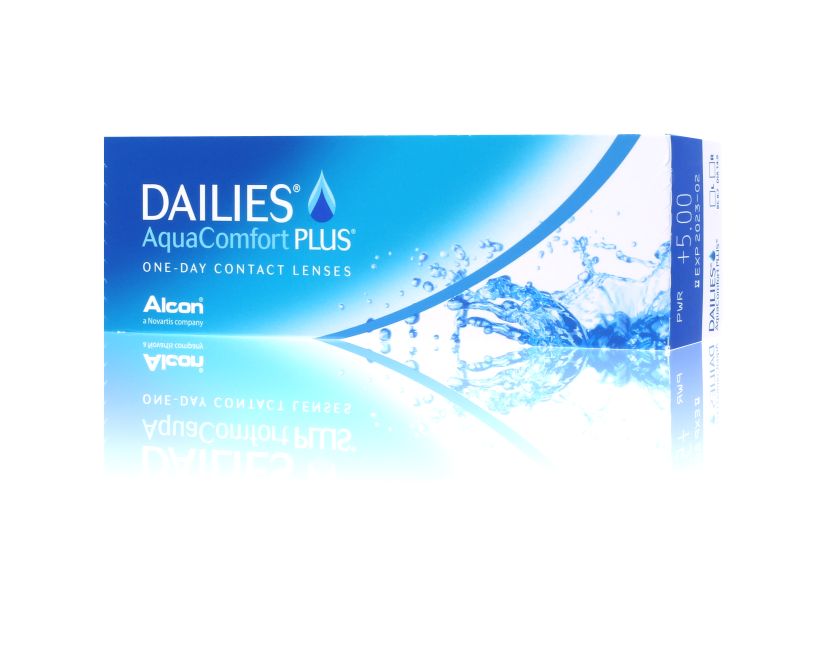 DAILIES®
AquaComfort PLUS®
ONE-DAY CONTACT LENSES
Alcon®
a Novartis company
PWR +5.00
EXP 2023-02
L R
DAILIES®
AquaComfort PLUS®